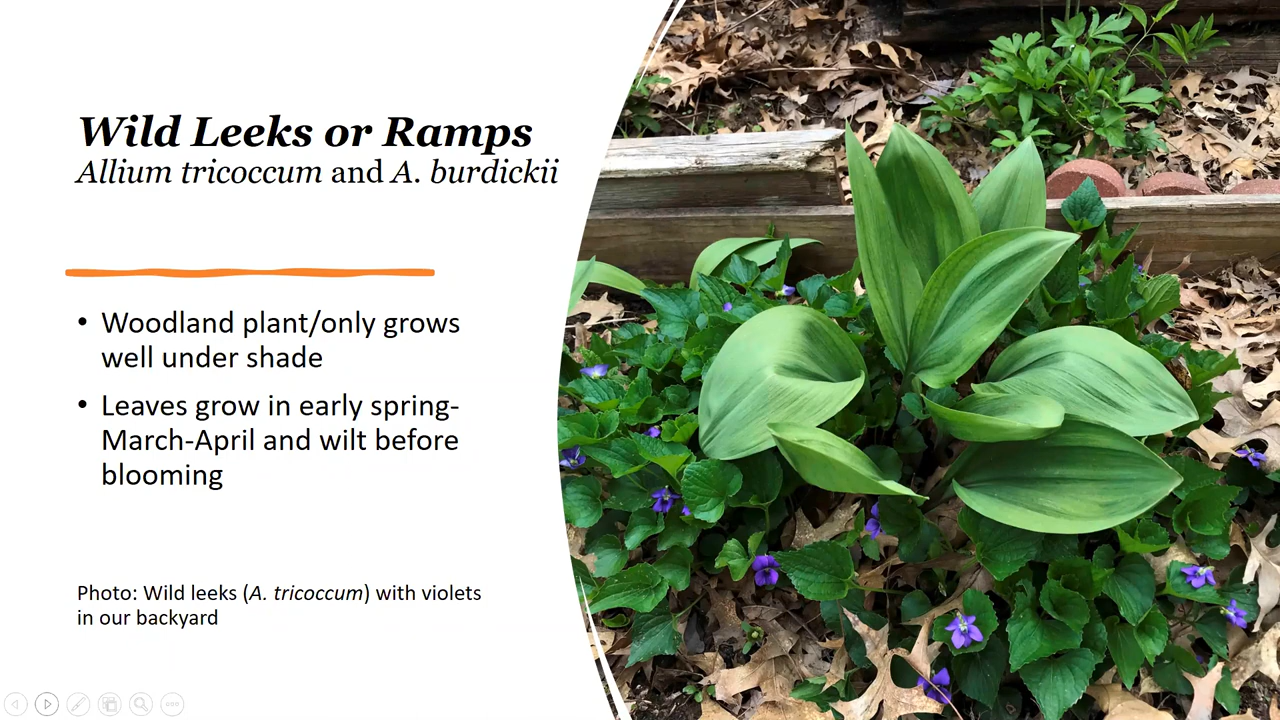 Wild Leeks or Ramps
Allium tricoccum and A. burdickii
• Woodland plant/only grows
well under shade
• Leaves grow in early spring-
March-April and wilt before
blooming
Photo: Wild leeks (A. tricoccum) with violets
in our backyard